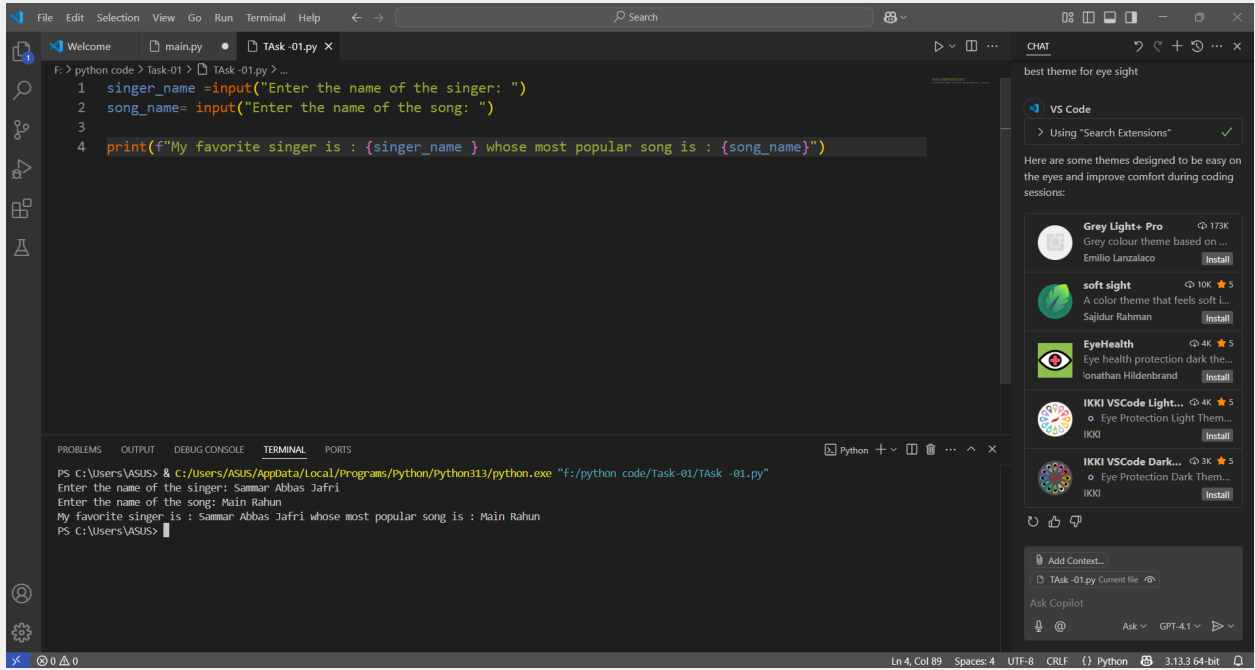 File Edit Selection View Go Run Terminal Help Search
Welcome main.py TAsk -01.py
F: > python code > Task-01 > TAsk -01.py > ...
1 singer_name =input("Enter the name of the singer: ")
2 song_name= input("Enter the name of the song: ")
3
4 print(f"My favorite singer is : {singer_name } whose most popular song is : {song_name}")
PROBLEMS OUTPUT DEBUG CONSOLE TERMINAL PORTS Python
PS C:\Users\ASUS> & C:/Users/ASUS/AppData/Local/Programs/Python/Python313/python.exe "f:/python code/Task-01/TAsk -01.py"
Enter the name of the singer: Sammar Abbas Jafri
Enter the name of the song: Main Rahun
My favorite singer is : Sammar Abbas Jafri whose most popular song is : Main Rahun
PS C:\Users\ASUS>
CHAT
best theme for eye sight
VS Code
> Using "Search Extensions"
Here are some themes designed to be easy on
the eyes and improve comfort during coding
sessions:
Grey Light+ Pro 173K
Grey colour theme based on ...
Emilio Lanzalaco Install
soft sight 10K 5
A color theme that feels soft i...
Sajidur Rahman Install
EyeHealth 4K 5
Eye health protection dark the...
Jonathan Hildenbrand Install
IKKI VSCode Light... 4K 5
Eye Protection Light Them...
IKKI Install
IKKI VSCode Dark... 3K 5
Eye Protection Dark Them...
IKKI Install
Add Context...
TAsk -01.py Current file
Ask Copilot
@ Ask GPT-4.1
0 0 Ln 4, Col 89 Spaces: 4 UTF-8 CRLF {} Python 3.13.3 64-bit
1